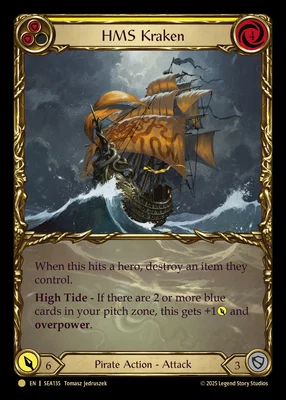 HMS Kraken
When this hits a hero, destroy an item they
control.
High Tide - If there are 2 or more blue
cards in your pitch zone, this gets +1 and
overpower.
6
Pirate Action - Attack
3
EN | SEA135 Tomasz Jedruszek
© 2025 Legend Story Studios